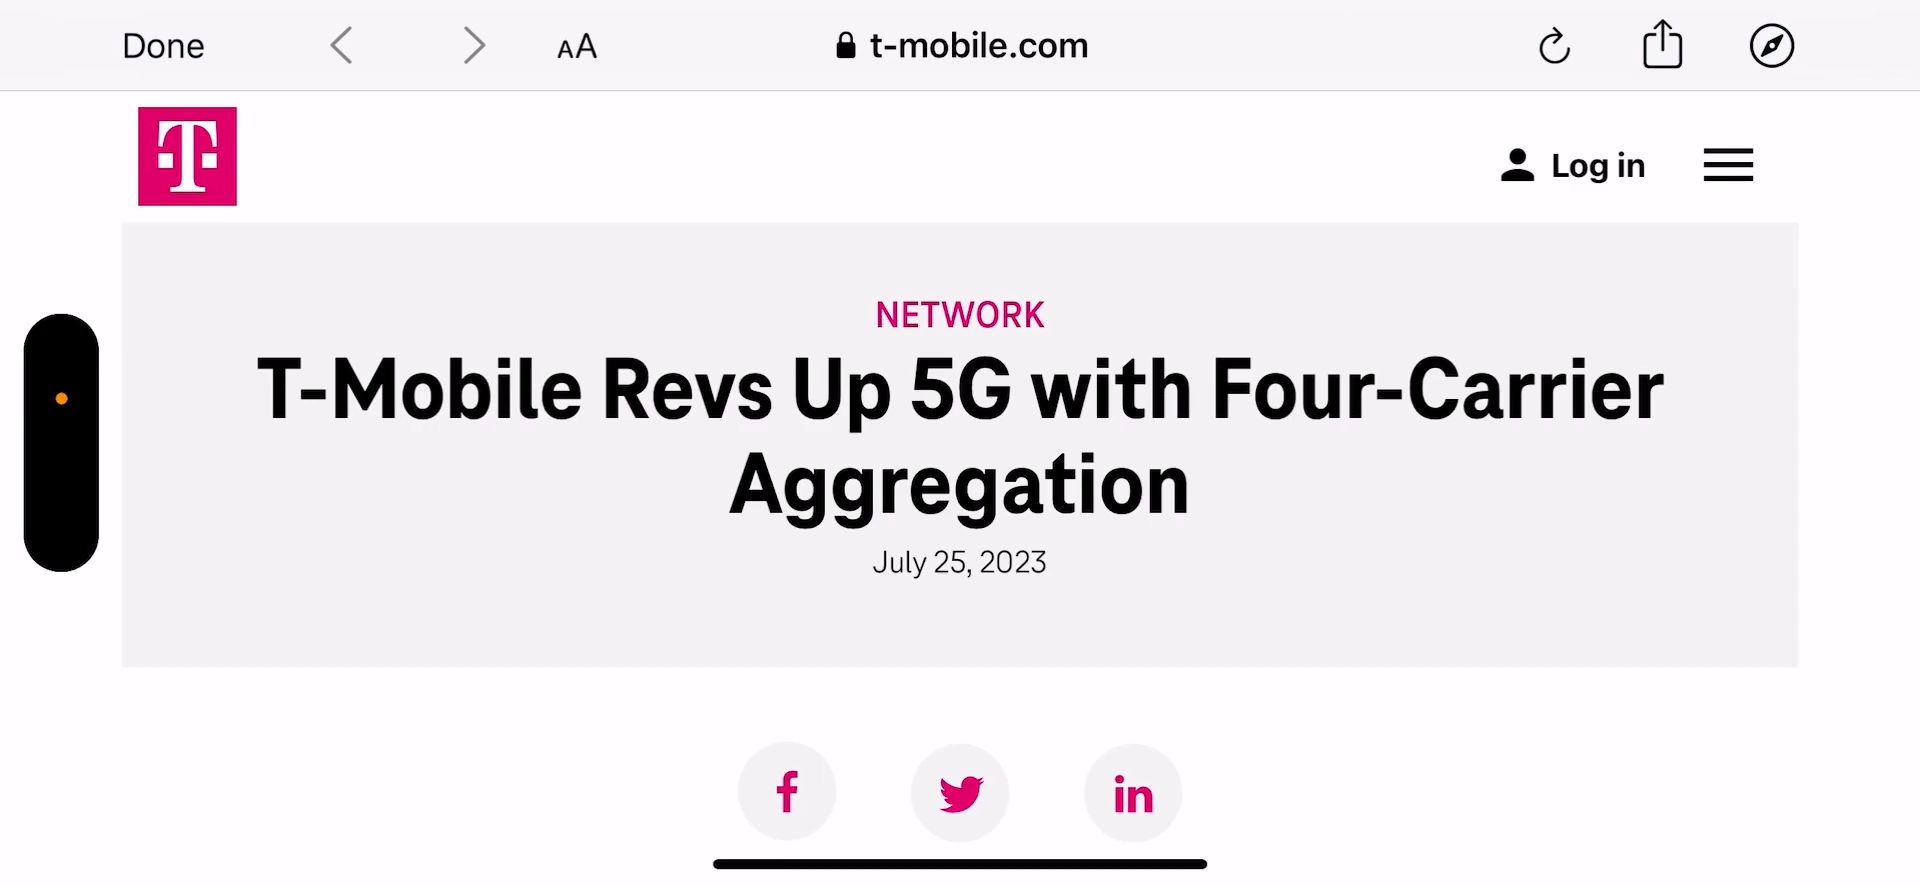 Done AA t-mobile.com
T
Log in
NETWORK
T-Mobile Revs Up 5G with Four-Carrier
Aggregation
July 25, 2023
f in